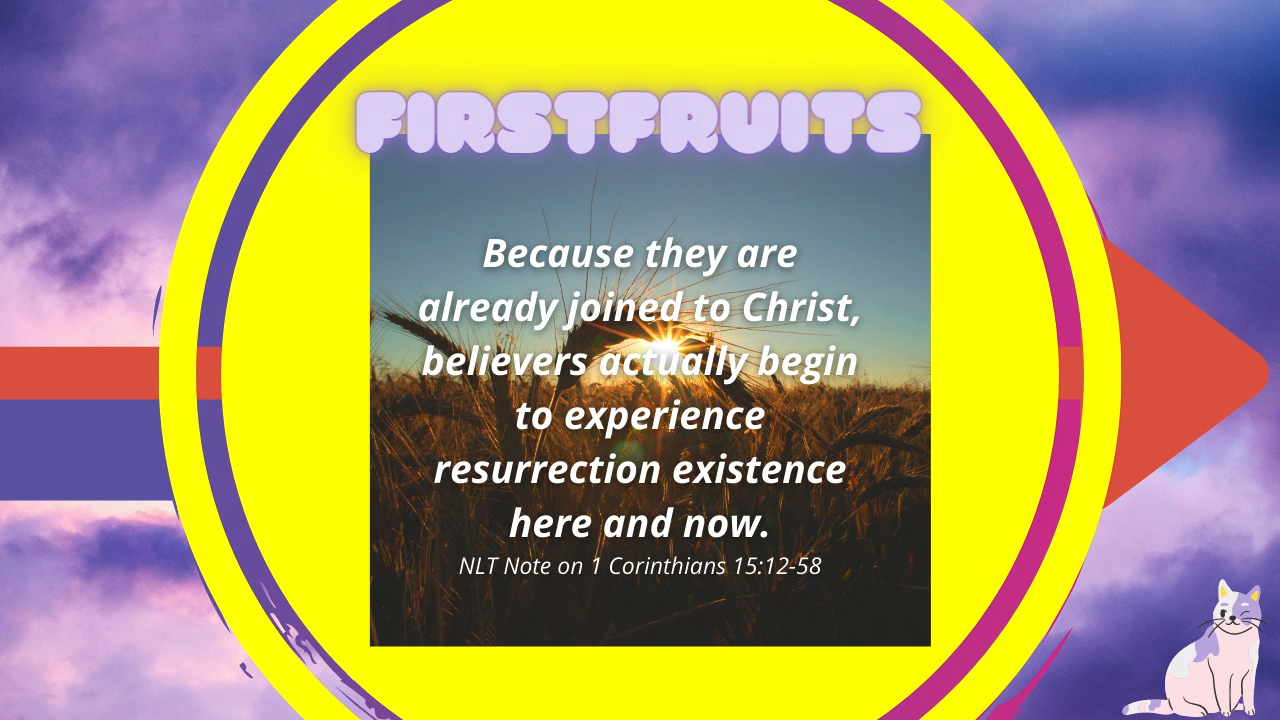 FIRSTFRUITS
Because they are
already joined to Christ,
believers actually begin
to experience
resurrection existence
here and now.
NLT Note on 1 Corinthians 15:12-58